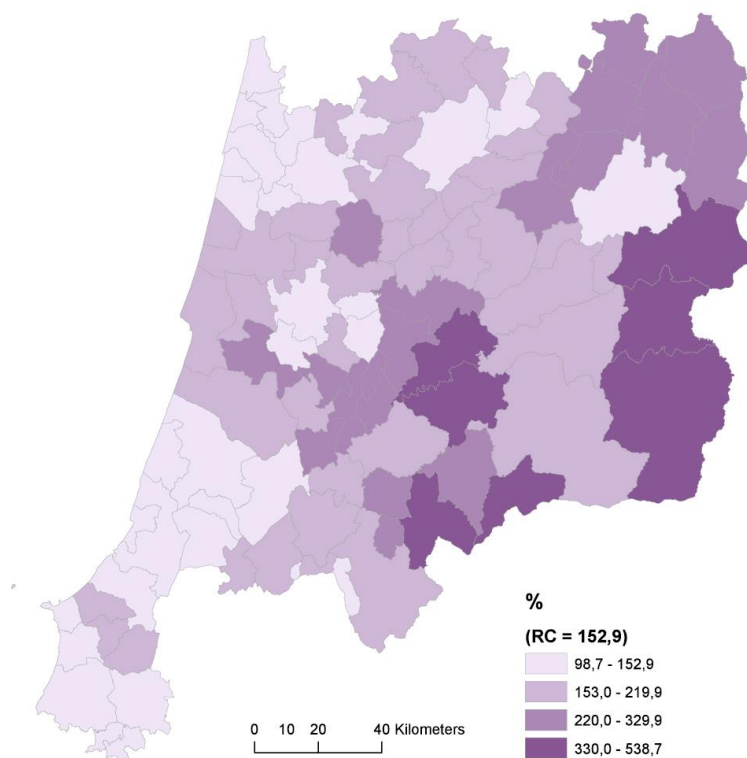 %
(RC = 152,9)
98,7 - 152,9
153,0 - 219,9
220,0 - 329,9
330,0 - 538,7
0 10 20 40 Kilometers